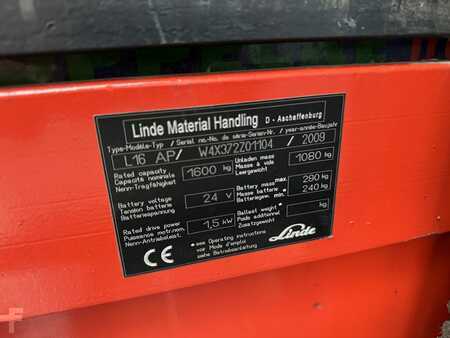 Linde Material Handling D - Aschaffenburg
Type-Modèle-Typ / Serial no.-No. de série-Serien-Nr. / year-année-Baujahr
L16 AP / W4X372Z01104 / 2009
Rated capacity
Capacité nominale 1600 kg
Nenn-Tragfähigkeit
Unladen mass
Masse à vide 1080 kg
Leergewicht
Battery voltage
Tension batterie 24 V
Batteriespannung
Battery mass max. 290 kg
Masse batterie min. 240 kg
Batteriegewicht
Rated drive power
Puissance motr.nom. 1,5 kW
Nenn-Antriebsleist.
Ballast weight
Poids additionnel kg
Zusatzgewicht
see Operating instructions
voir Mode d'emploi
siehe Betriebsanleitung
CE
Linde